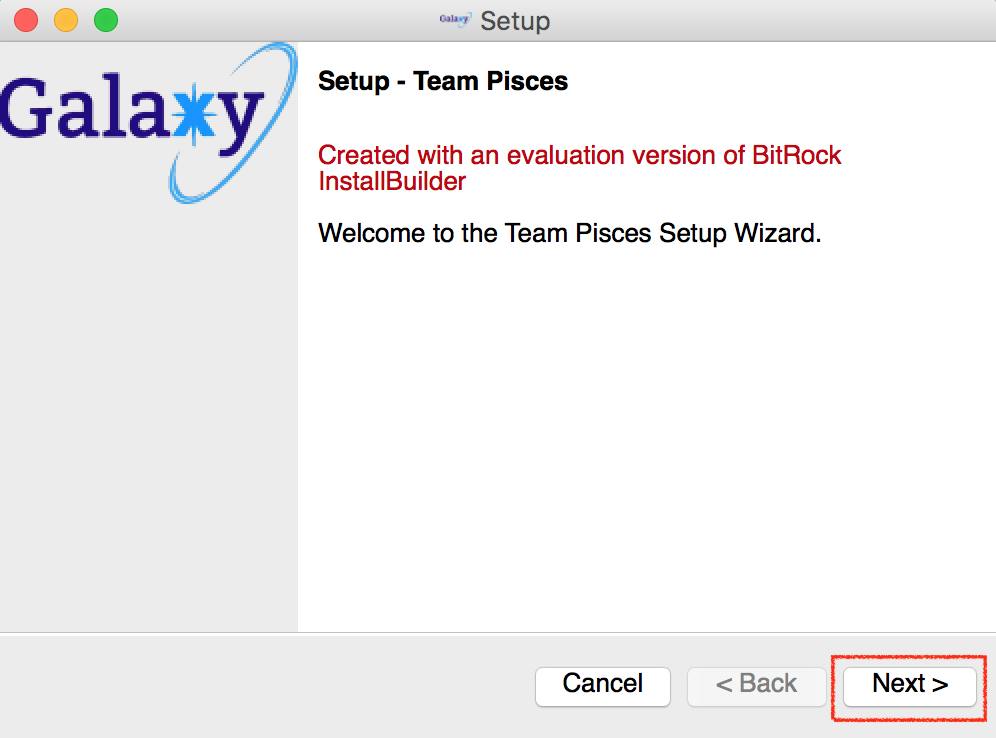 Galaxy Setup
Galaxy
Setup - Team Pisces
Created with an evaluation version of BitRock
InstallBuilder
Welcome to the Team Pisces Setup Wizard.
Cancel
< Back
Next >